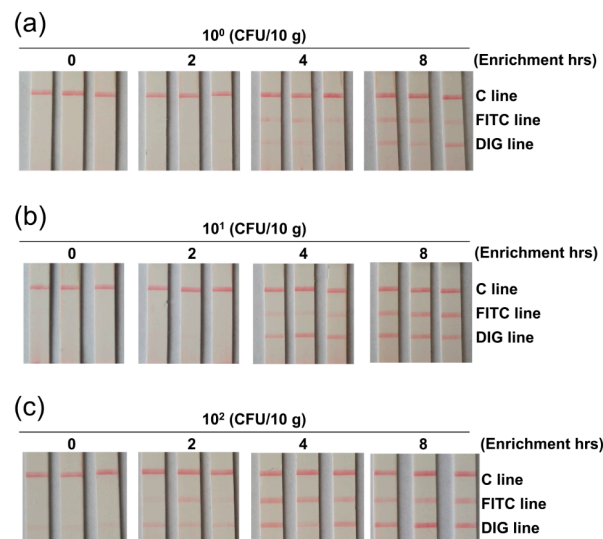 (a)
10⁰ (CFU/10 g)
0 2 4 8 (Enrichment hrs)
C line
FITC line
DIG line
(b)
10¹ (CFU/10 g)
0 2 4 8 (Enrichment hrs)
C line
FITC line
DIG line
(c)
10² (CFU/10 g)
0 2 4 8 (Enrichment hrs)
C line
FITC line
DIG line